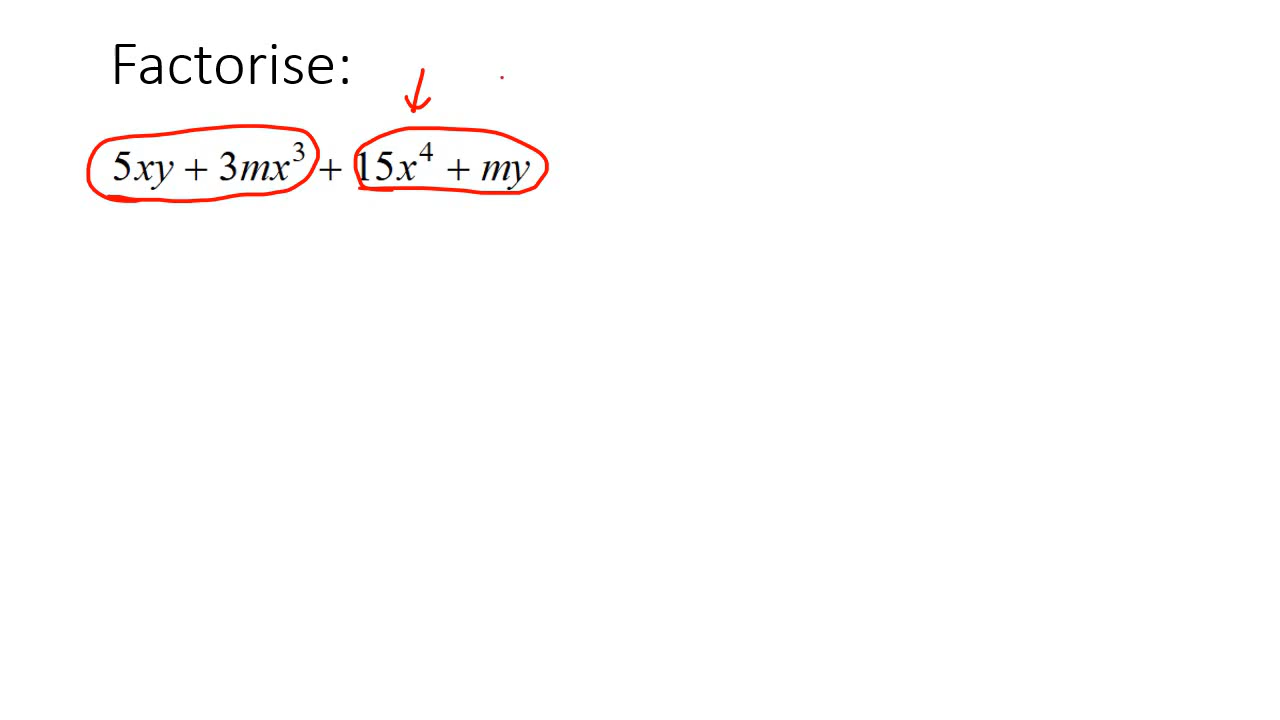 Factorise:
5xy + 3mx³ + 15x⁴ + my